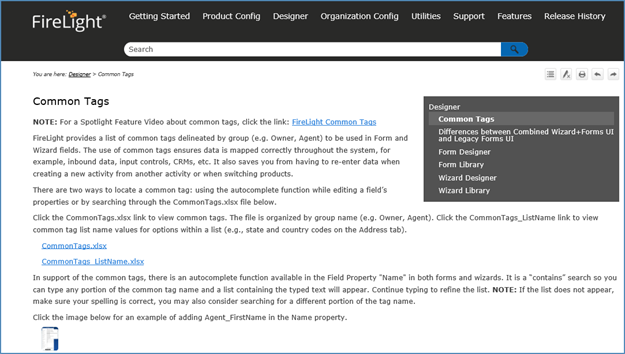 FireLight®
Getting Started Product Config Designer Organization Config Utilities Support Features Release History
Search
You are here: Designer > Common Tags
Common Tags
NOTE: For a Spotlight Feature Video about common tags, click the link: FireLight Common Tags
FireLight provides a list of common tags delineated by group (e.g. Owner, Agent) to be used in Form and
Wizard fields. The use of common tags ensures data is mapped correctly throughout the system, for
example, inbound data, input controls, CRMs, etc. It also saves you from having to re-enter data when
creating a new activity from another activity or when switching products.
There are two ways to locate a common tag: using the autocomplete function while editing a field's
properties or by searching through the CommonTags.xlsx file below.
Designer
Common Tags
Differences between Combined Wizard+Forms UI
and Legacy Forms UI
Form Designer
Form Library
Wizard Designer
Wizard Library
Click the CommonTags.xlsx link to view common tags. The file is organized by group name (e.g. Owner, Agent). Click the CommonTags_ListName link to view
common tag list name values for options within a list (e.g., state and country codes on the Address tab).
CommonTags.xlsx
CommonTags_ListName.xlsx
In support of the common tags, there is an autocomplete function available in the Field Property "Name" in both forms and wizards. It is a "contains" search so you
can type any portion of the common tag name and a list containing the typed text will appear. Continue typing to refine the list. NOTE: If the list does not appear,
make sure your spelling is correct, you may also consider searching for a different portion of the tag name.
Click the image below for an example of adding Agent_FirstName in the Name property.